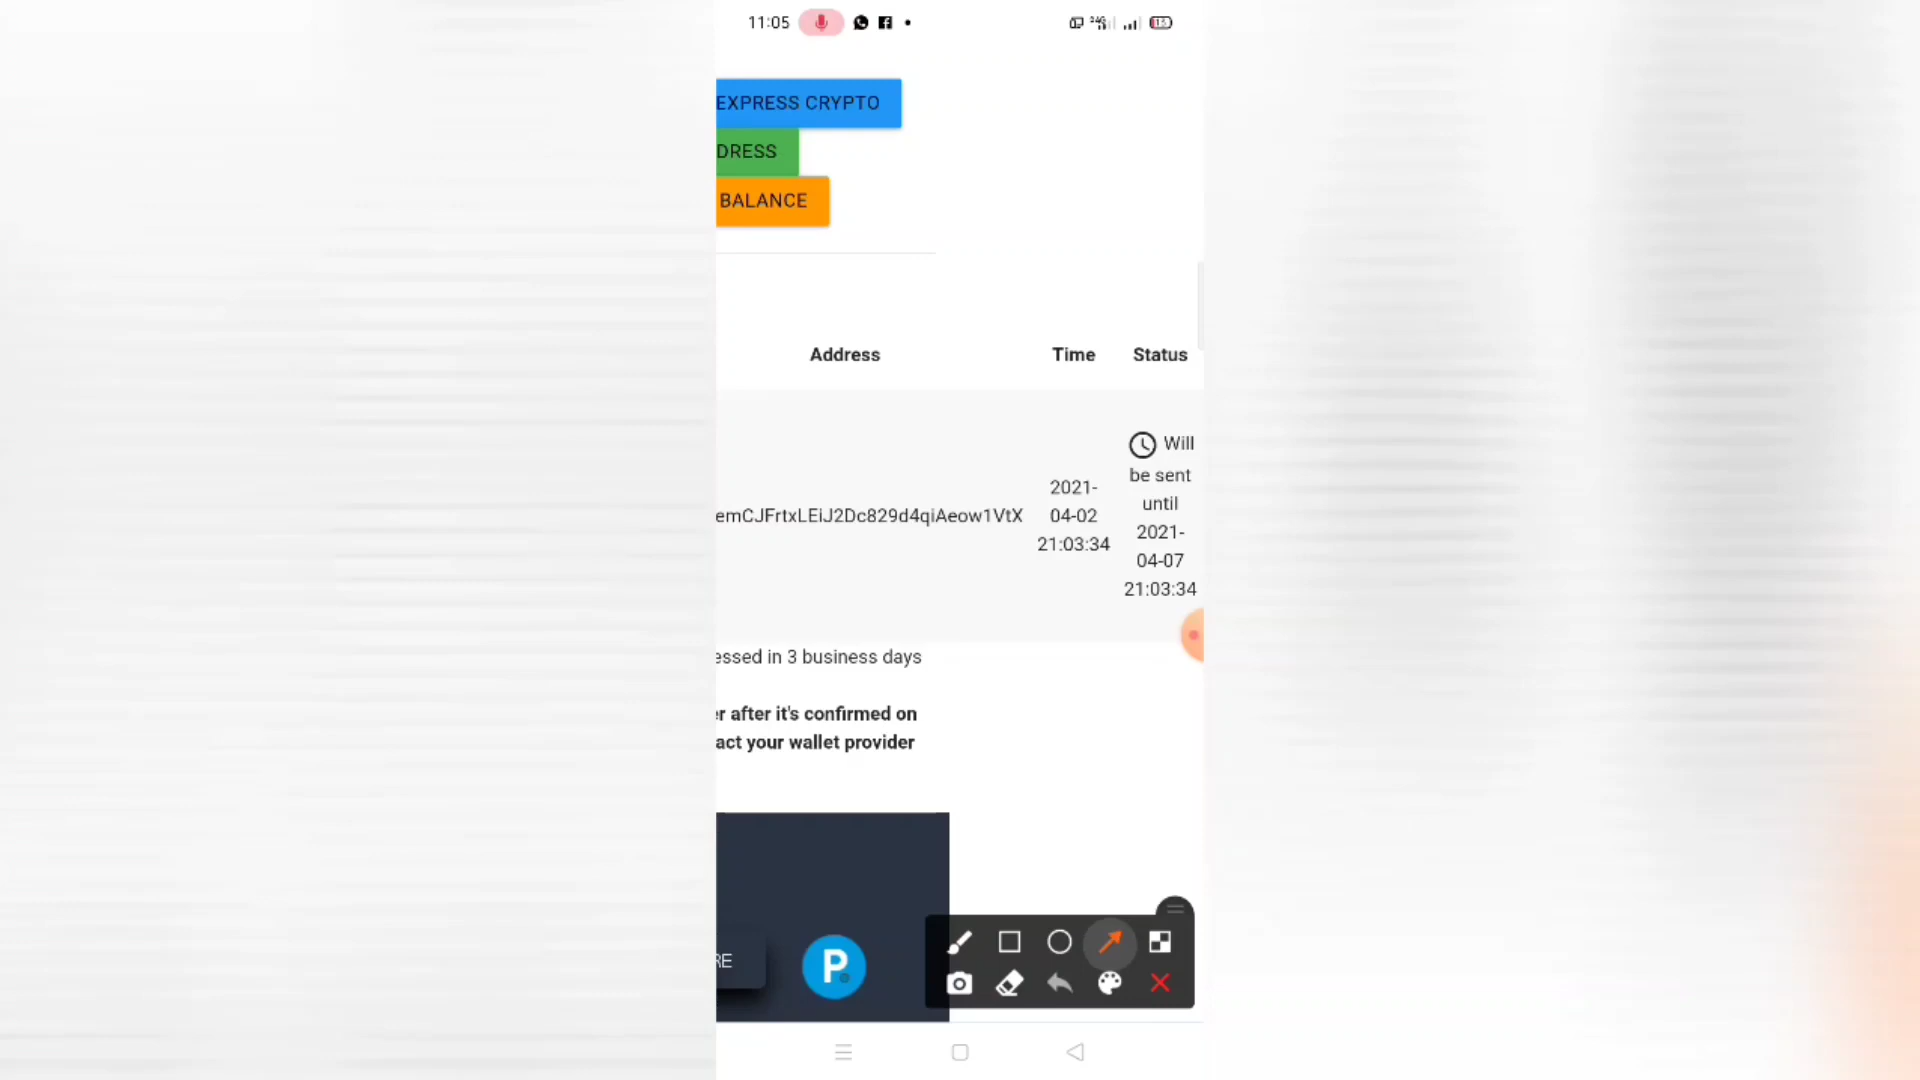 11:05
EXPRESS CRYPTO
DRESS
BALANCE
Address Time Status
emCJFrtxLEiJ2Dc829d4qiAeow1VtX
2021-
04-02
21:03:34
Will
be sent
until
2021-
04-07
21:03:34
essed in 3 business days
er after it's confirmed on
act your wallet provider
RE
P